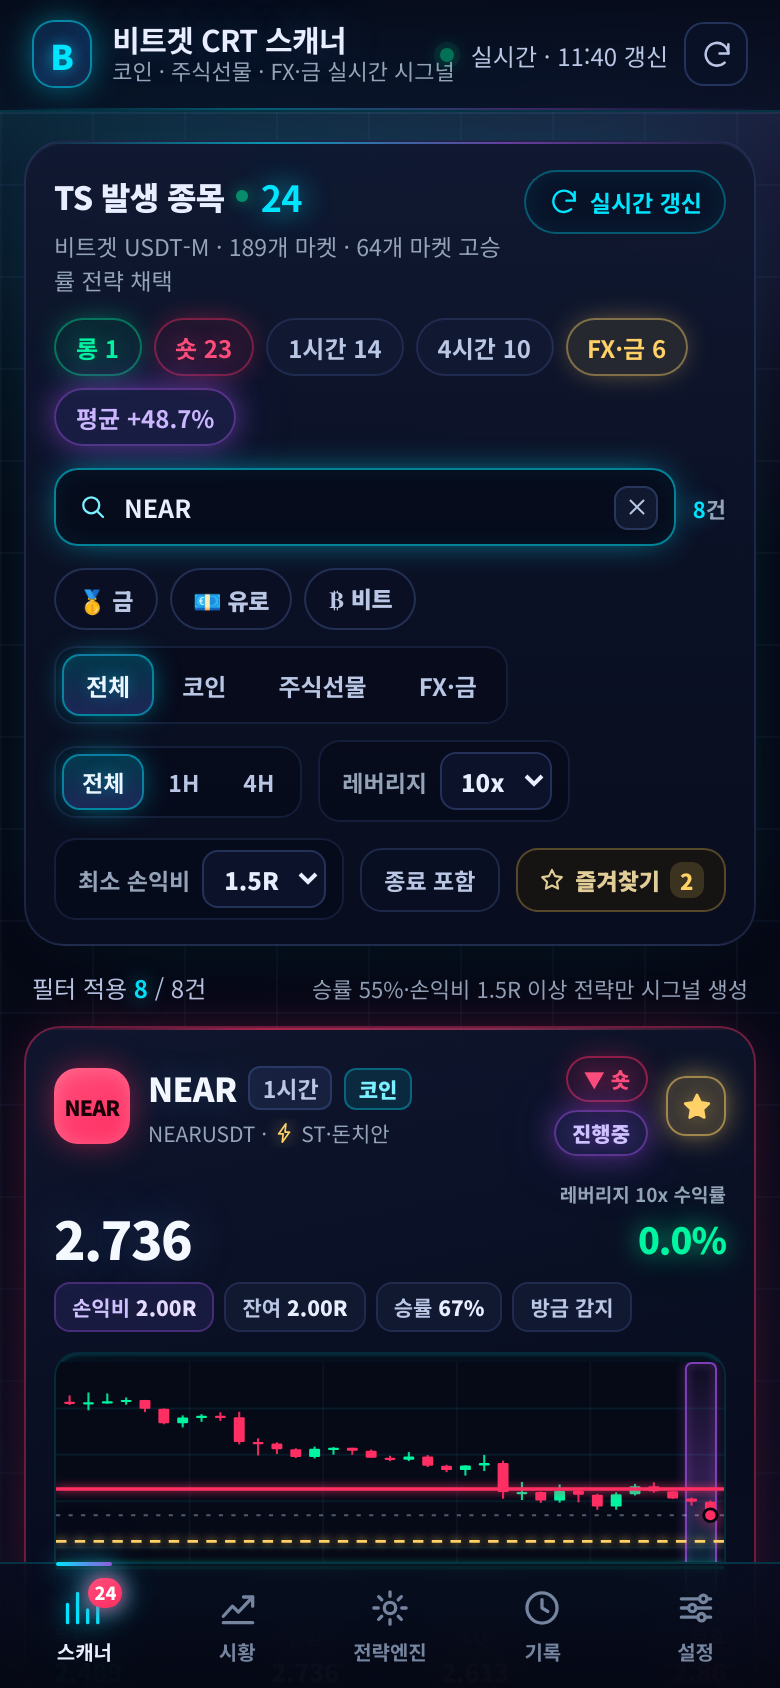 B
비트겟 CRT 스캐너
코인 · 주식선물 · FX·금 실시간 시그널
실시간 · 11:40 갱신
TS 발생 종목 24
실시간 갱신
비트겟 USDT-M · 189개 마켓 · 64개 마켓 고승
률 전략 채택
롱 1 숏 23 1시간 14 4시간 10 FX·금 6
평균 +48.7%
NEAR
8건
🥇 금 💶 유로 ₿ 비트
전체 코인 주식선물 FX·금
전체 1H 4H 레버리지 10x
최소 손익비 1.5R 종료 포함 즐겨찾기 2
필터 적용 8 / 8건 승률 55%·손익비 1.5R 이상 전략만 시그널 생성
NEAR
NEAR 1시간 코인
▼ 숏
NEARUSDT · ST·돈치안
진행중
레버리지 10x 수익률
2.736
0.0%
손익비 2.00R 잔여 2.00R 승률 67% 방금 감지
24
스캐너 시황 전략엔진 기록 설정
2.736 2.613